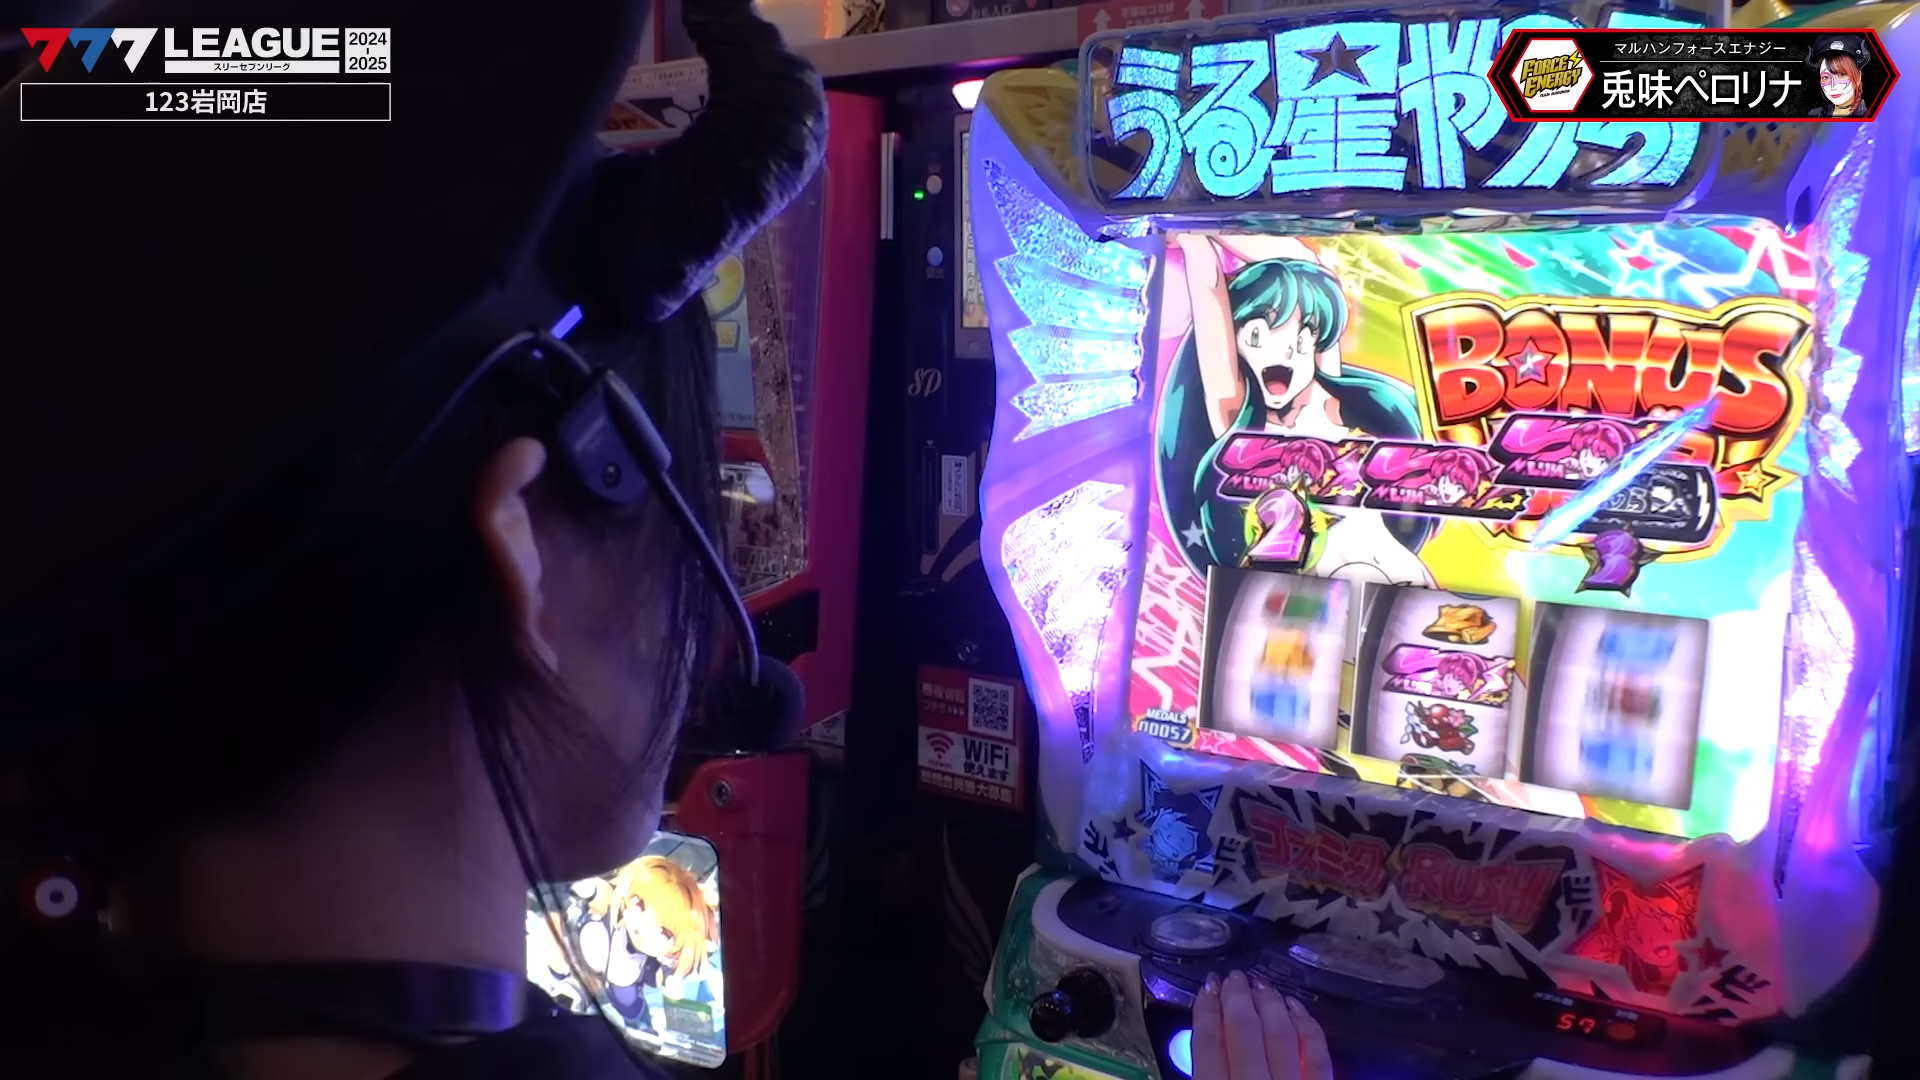 777 LEAGUE 2024-2025
スリーセブンリーグ
123岩岡店
FORCE ENERGY
マルハンフォースエナジー
兎味ペロリナ
うる星やつら
BONUS
2
3
MEDALS
00057
SP
WiFi
使えます
コスミックRUSH
57